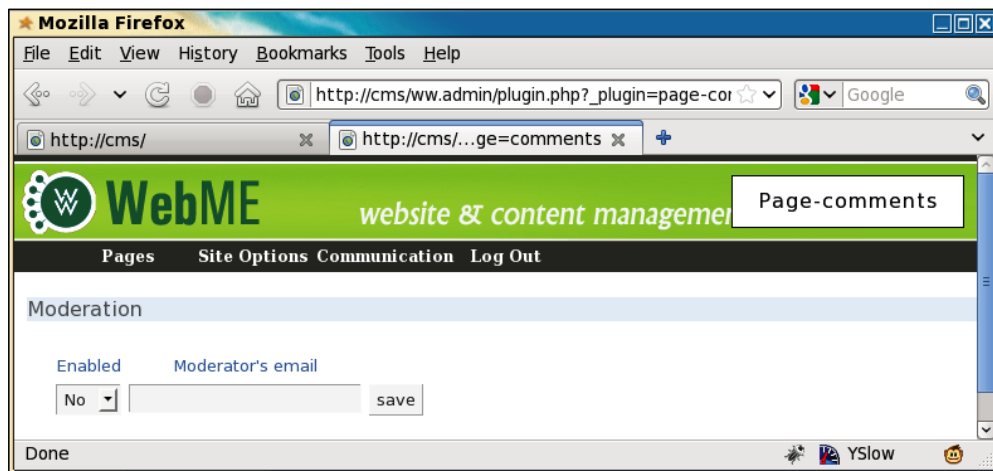 Mozilla Firefox
File Edit View History Bookmarks Tools Help
http://cms/ww.admin/plugin.php?_plugin=page-cor Google
http://cms/ http://cms/...ge=comments
WebME website & content managemen Page-comments
Pages Site Options Communication Log Out
Moderation
Enabled Moderator's email
No save
Done YSlow